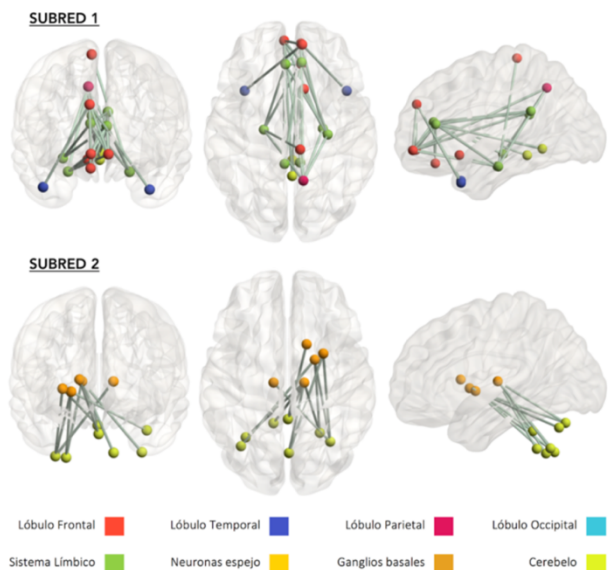 SUBRED 1
SUBRED 2
Lóbulo Frontal
Lóbulo Temporal
Lóbulo Parietal
Lóbulo Occipital
Sistema Límbico
Neuronas espejo
Ganglios basales
Cerebelo